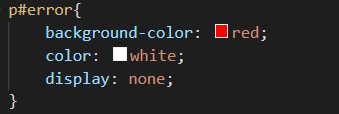 p#error{
background-color: red;
color: white;
display: none;
}